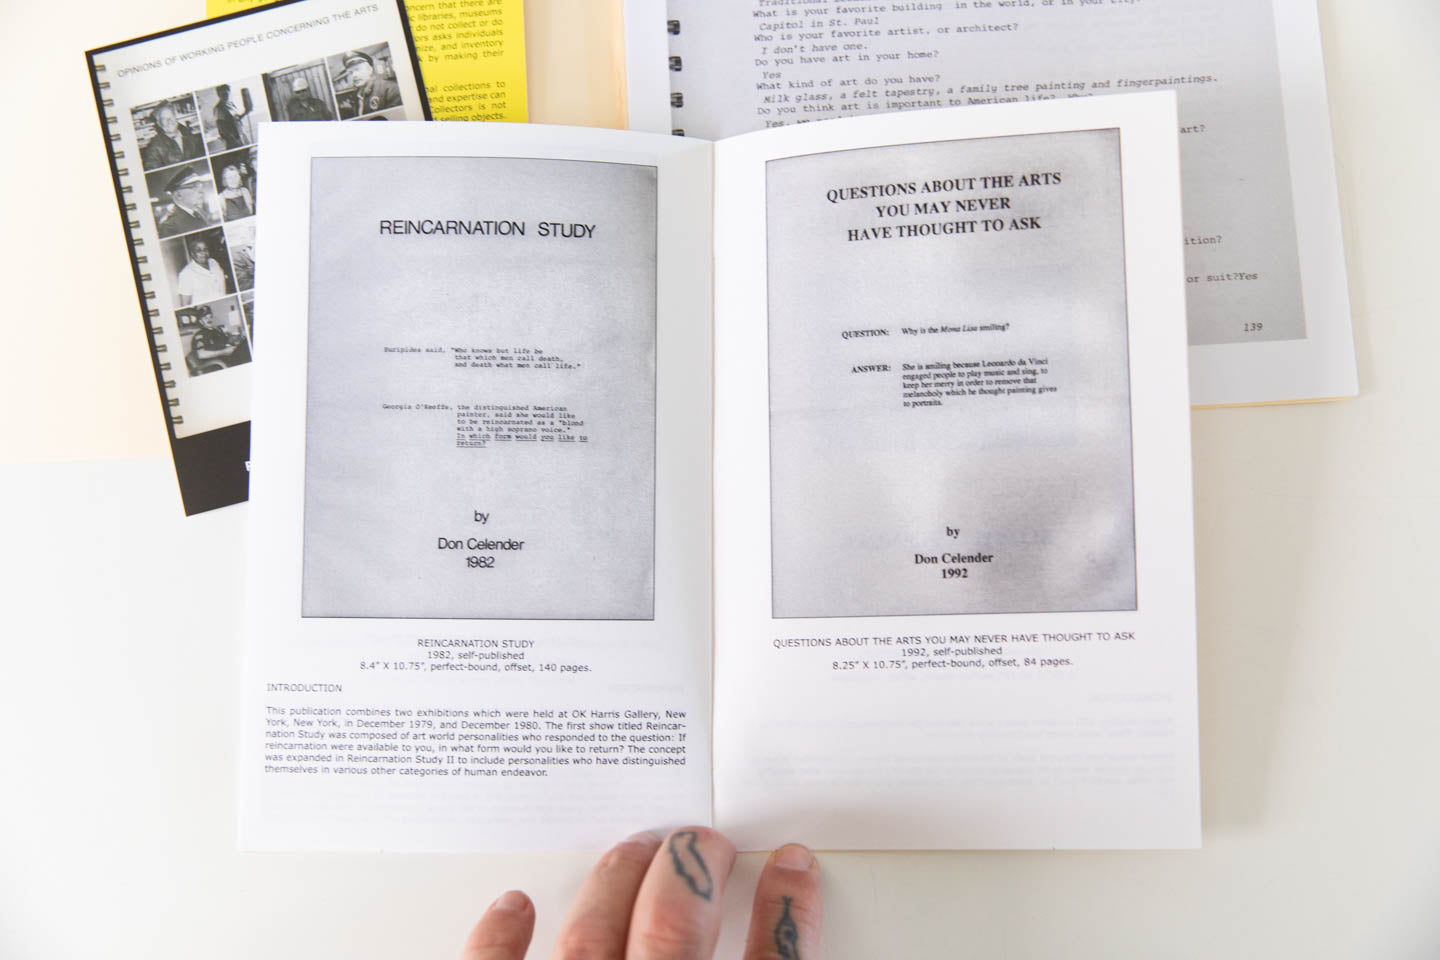 OPINIONS OF WORKING PEOPLE CONCERNING THE ARTS
concern that there are
libraries, museums
do not collect or do
ors asks individuals
nize, and inventory
k by making their
nal collections to
and expertise can
Collectors is not
selling objects.
What is your favorite building in the world, or in your city?
Capitol in St. Paul
Who is your favorite artist, or architect?
I don't have one.
Do you have art in your home?
Yes
What kind of art do you have?
Milk glass, a felt tapestry, a family tree painting and fingerpaintings.
Do you think art is important to American life? Why?
Yes.
art?
ition?
or suit?Yes
139
REINCARNATION STUDY
Euripides said, "Who knows but life be
that which men call death,
and death what men call life."
Georgia O'Keeffe, the distinguished American
painter, said she would like
to be reincarnated as a "blond
with a high soprano voice."
In which form would you like to
return?
by
Don Celender
1982
REINCARNATION STUDY
1982, self-published
8.4" X 10.75", perfect-bound, offset, 140 pages.
INTRODUCTION
This publication combines two exhibitions which were held at OK Harris Gallery, New
York, New York, in December 1979, and December 1980. The first show titled Reincar-
nation Study was composed of art world personalities who responded to the question: If
reincarnation were available to you, in what form would you like to return? The concept
was expanded in Reincarnation Study II to include personalities who have distinguished
themselves in various other categories of human endeavor.
QUESTIONS ABOUT THE ARTS
YOU MAY NEVER
HAVE THOUGHT TO ASK
QUESTION: Why is the Mona Lisa smiling?
ANSWER: She is smiling because Leonardo da Vinci
engaged people to play music and sing, to
keep her merry in order to remove that
melancholy which he thought painting gives
to portraits.
by
Don Celender
1992
QUESTIONS ABOUT THE ARTS YOU MAY NEVER HAVE THOUGHT TO ASK
1992, self-published
8.25" X 10.75", perfect-bound, offset, 84 pages.